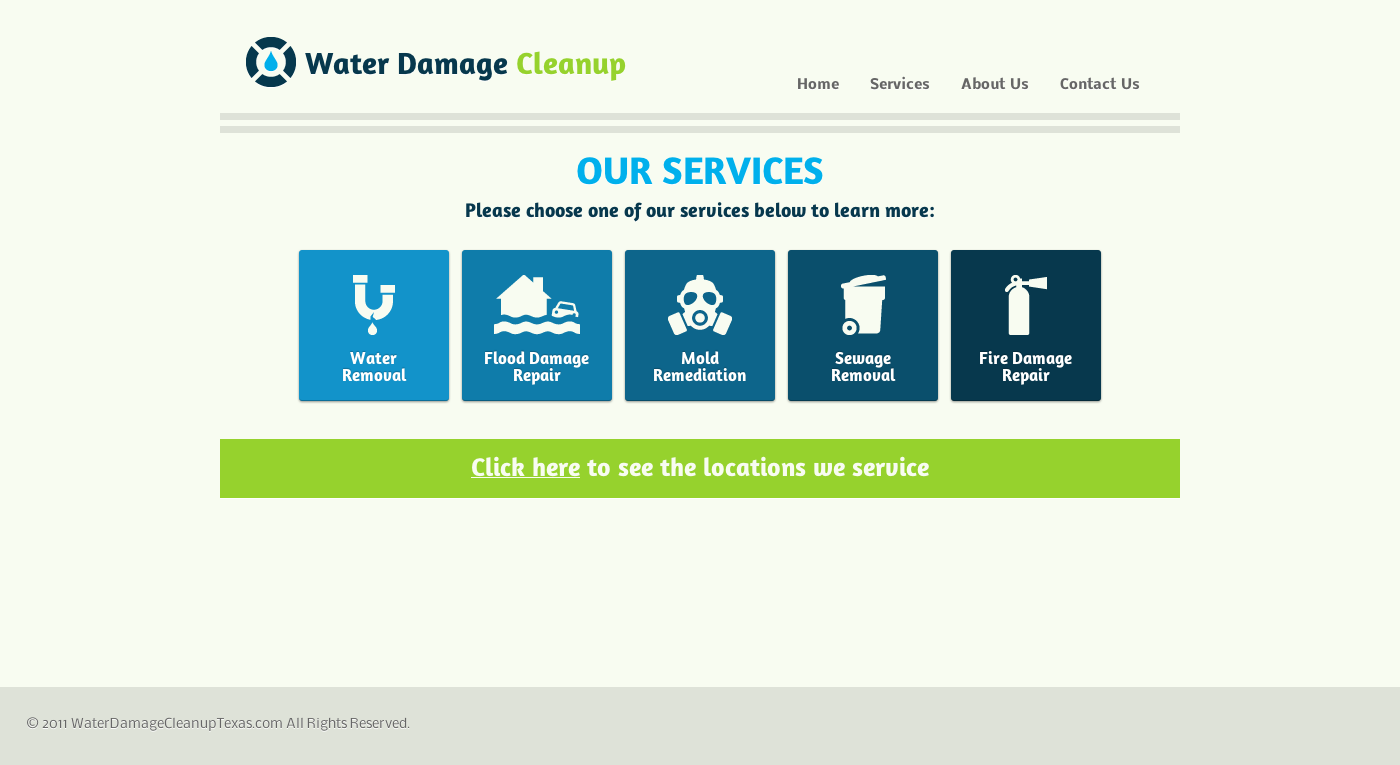 Water Damage Cleanup
Home Services About Us Contact Us
OUR SERVICES
Please choose one of our services below to learn more:
Water
Removal
Flood Damage
Repair
Mold
Remediation
Sewage
Removal
Fire Damage
Repair
Click here to see the locations we service
© 2011 WaterDamageCleanupTexas.com All Rights Reserved.